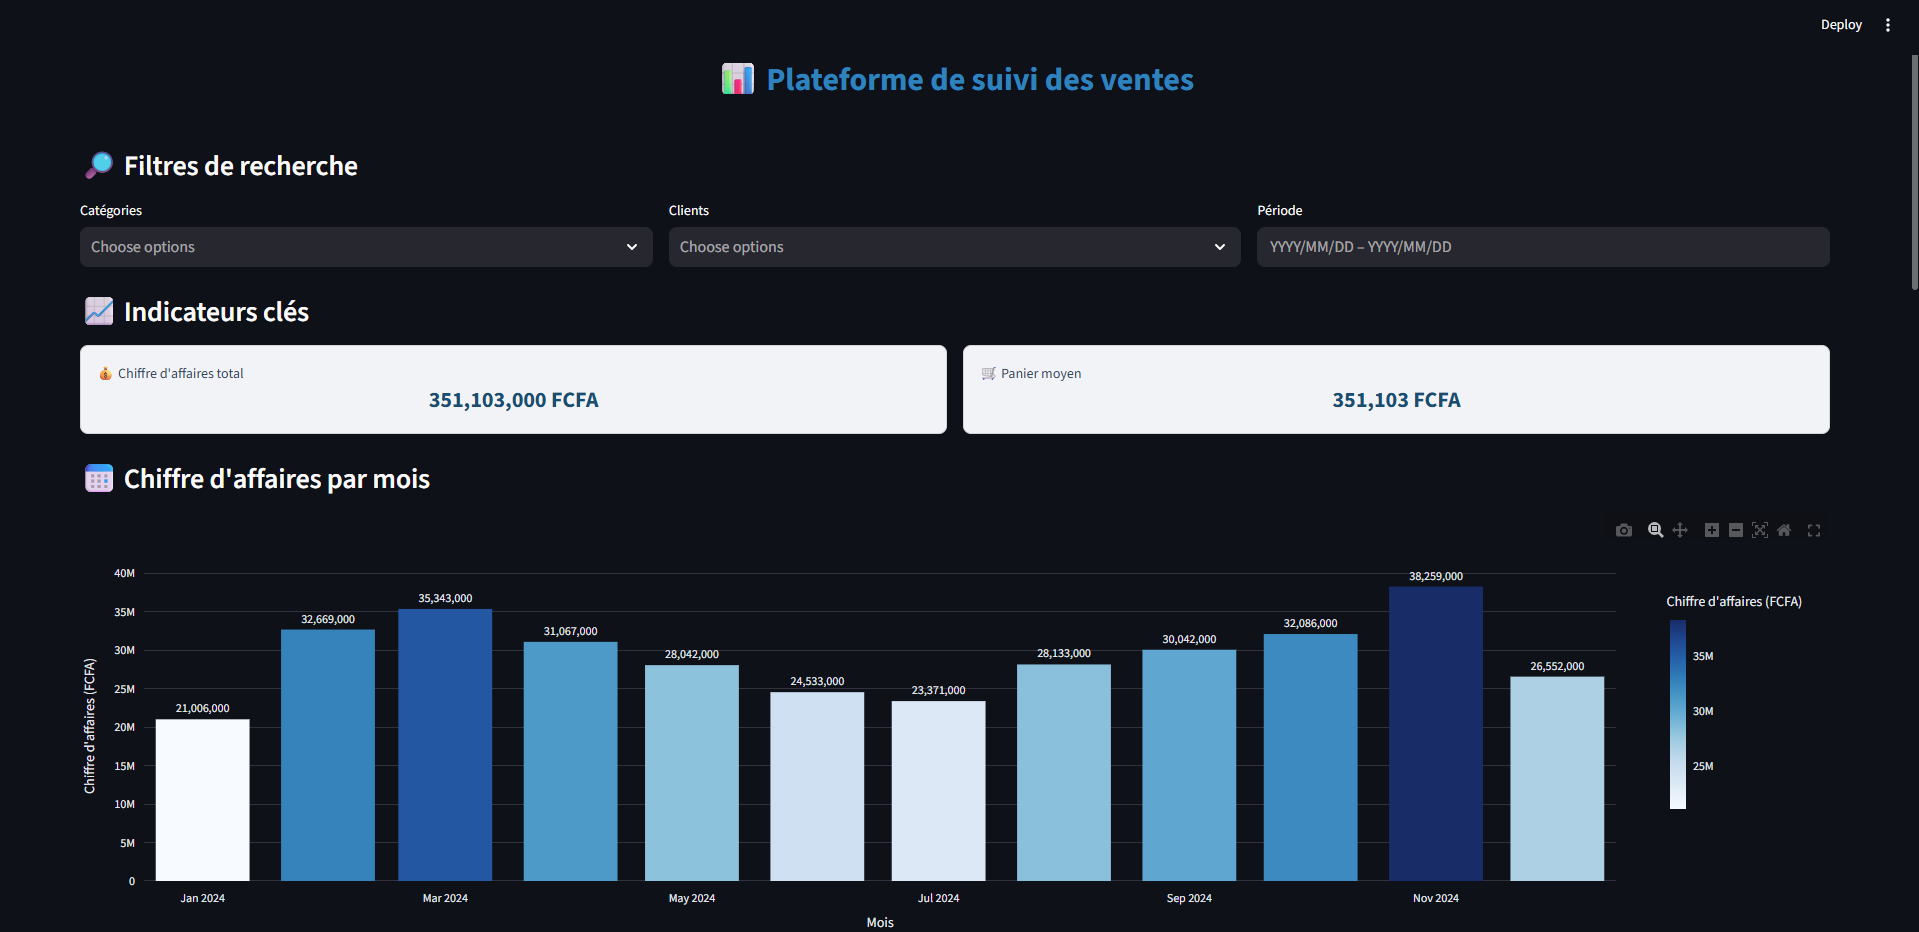 Deploy
Plateforme de suivi des ventes
Filtres de recherche
Catégories
Clients
Période
Choose options
Choose options
YYYY/MM/DD – YYYY/MM/DD
Indicateurs clés
Chiffre d'affaires total
351,103,000 FCFA
Panier moyen
351,103 FCFA
Chiffre d'affaires par mois
Chiffre d'affaires (FCFA)
40M
35M
30M
25M
20M
15M
10M
5M
0
21,006,000
32,669,000
35,343,000
31,067,000
28,042,000
24,533,000
23,371,000
28,133,000
30,042,000
32,086,000
38,259,000
26,552,000
Jan 2024
Mar 2024
May 2024
Jul 2024
Sep 2024
Nov 2024
Mois
Chiffre d'affaires (FCFA)
35M
30M
25M